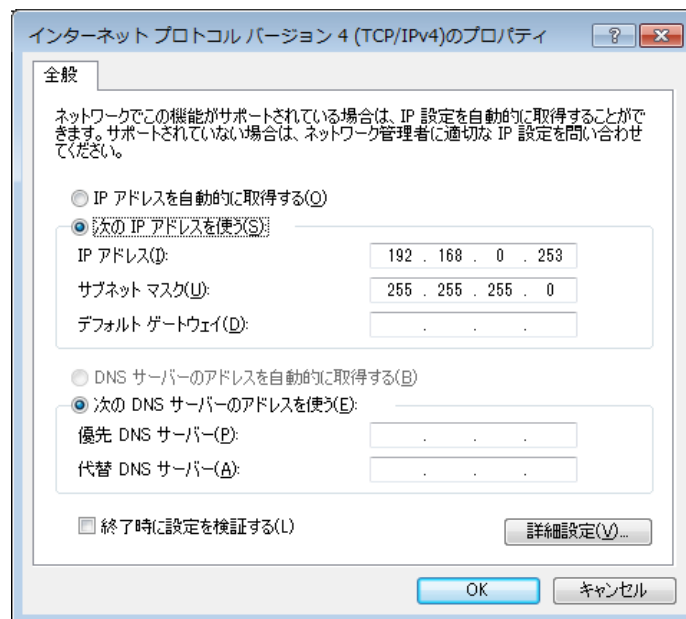 インターネット プロトコル バージョン 4 (TCP/IPv4)のプロパティ
全般
ネットワークでこの機能がサポートされている場合は、IP 設定を自動的に取得することがで
きます。サポートされていない場合は、ネットワーク管理者に適切な IP 設定を問い合わせ
てください。
IP アドレスを自動的に取得する(O)
次の IP アドレスを使う(S):
IP アドレス(I): 192 . 168 . 0 . 253
サブネット マスク(U): 255 . 255 . 255 . 0
デフォルト ゲートウェイ(D): . . .
DNS サーバーのアドレスを自動的に取得する(B)
次の DNS サーバーのアドレスを使う(E):
優先 DNS サーバー(P): . . .
代替 DNS サーバー(A): . . .
終了時に設定を検証する(L)
詳細設定(V)...
OK キャンセル